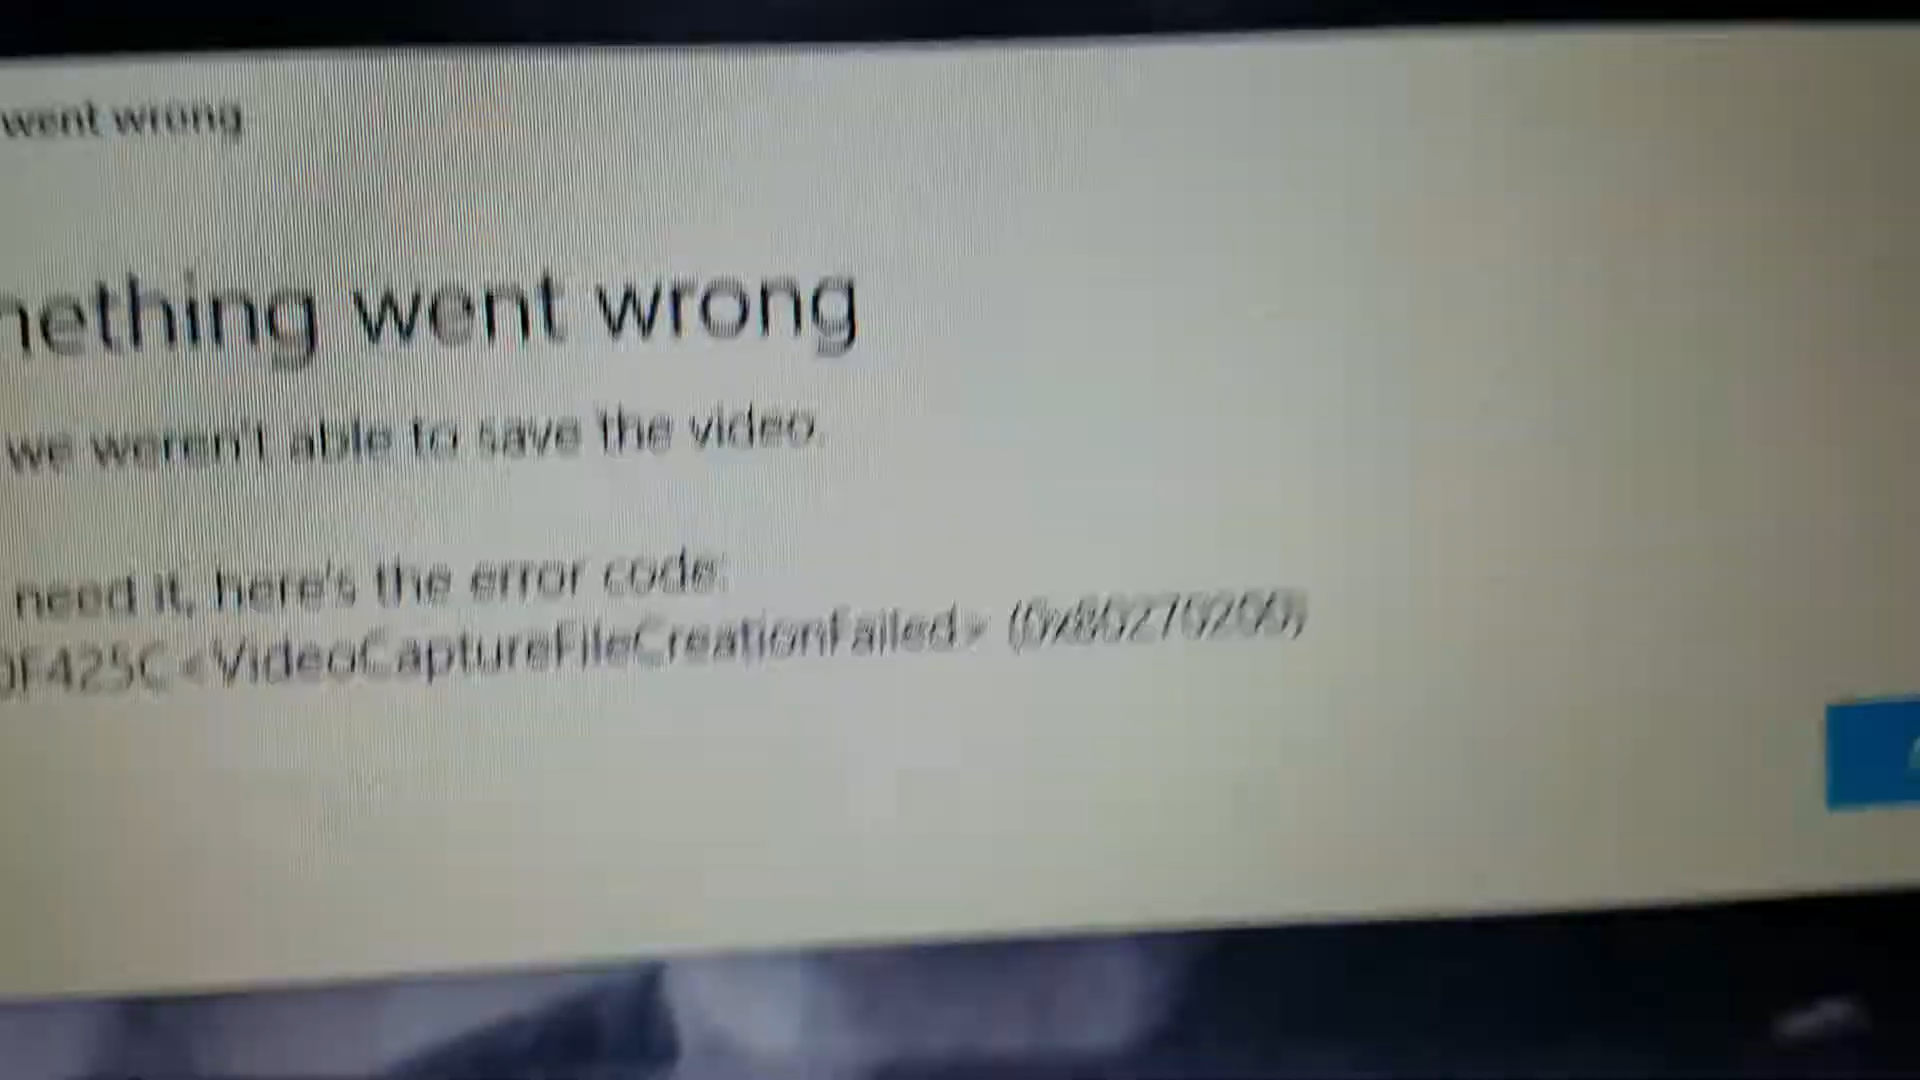 went wrong
nething went wrong
we weren't able to save the video.
need it, here's the error code:
0F425C<VideoCaptureFileCreationFailed>